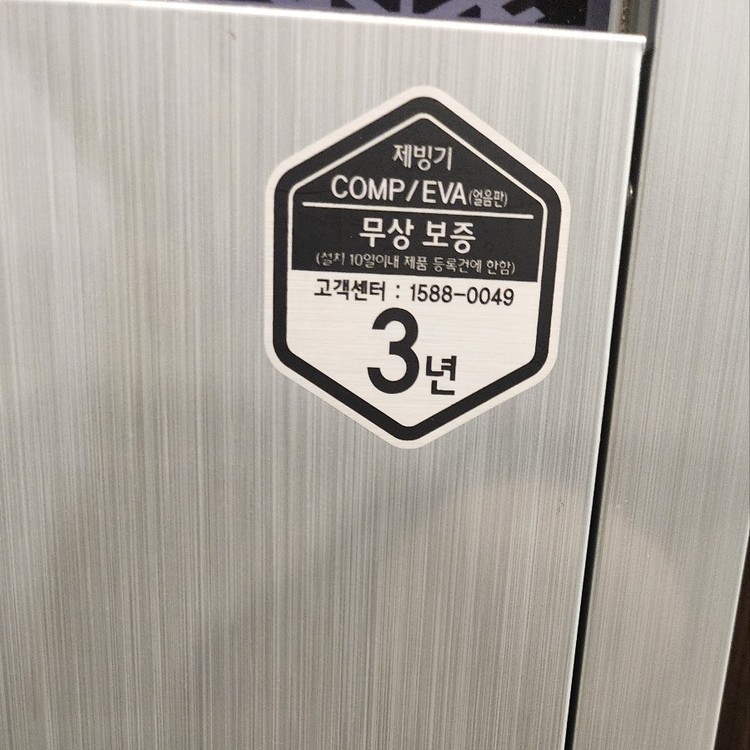 제빙기
COMP/EVA(얼음판)
무상 보증
(설치 10일이내 제품 등록건에 한함)
고객센터 : 1588-0049
3년